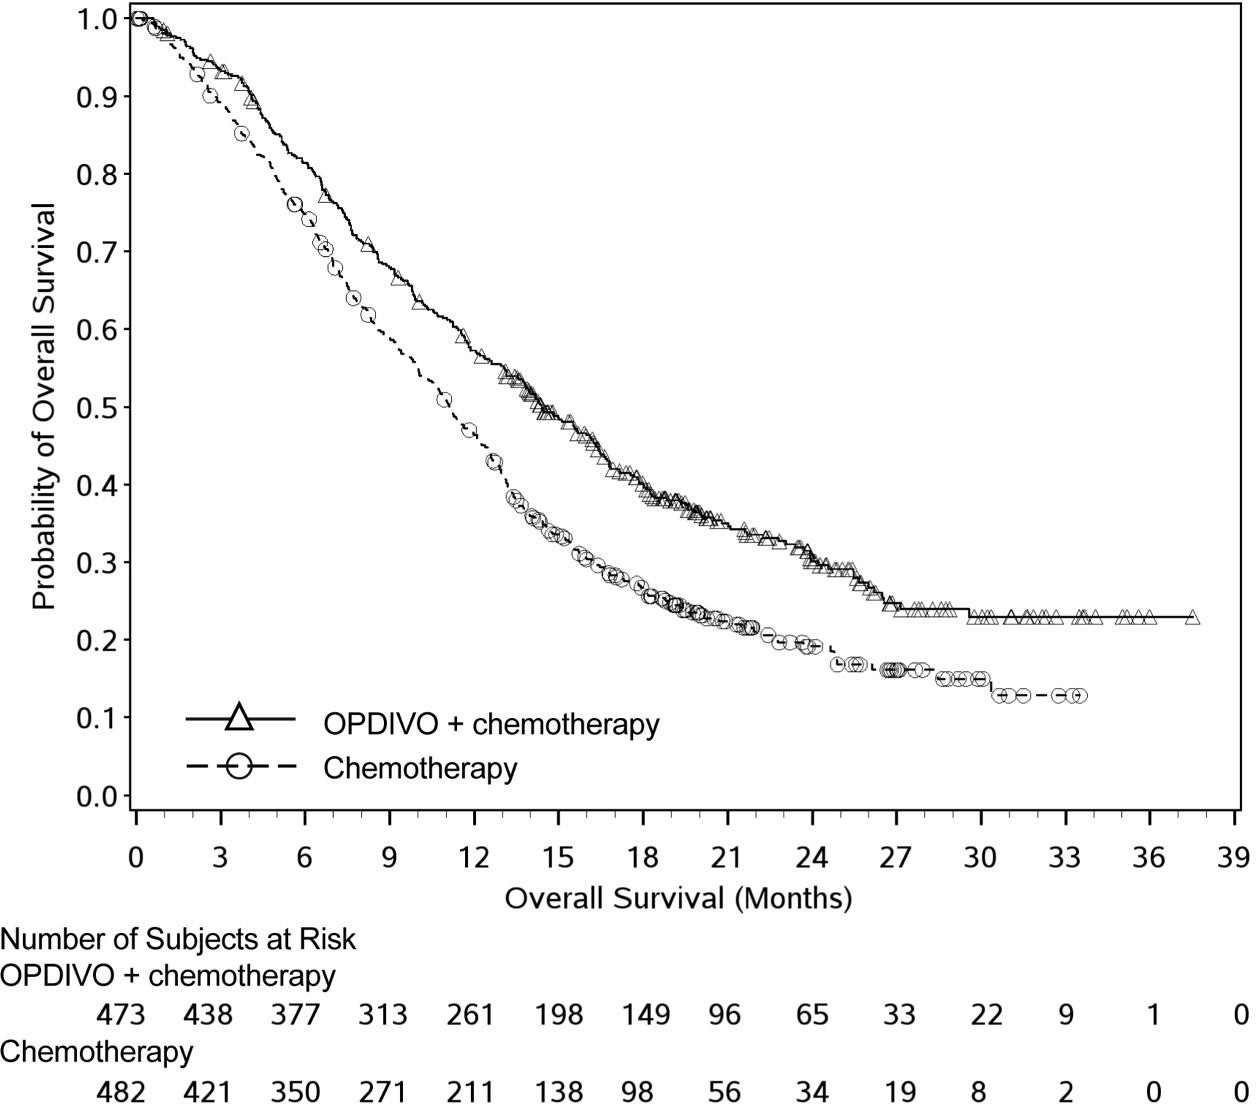 Probability of Overall Survival
1.0
0.9
0.8
0.7
0.6
0.5
0.4
0.3
0.2
0.1
0.0
OPDIVO + chemotherapy
Chemotherapy
0 3 6 9 12 15 18 21 24 27 30 33 36 39
Overall Survival (Months)
Number of Subjects at Risk
OPDIVO + chemotherapy
473 438 377 313 261 198 149 96 65 33 22 9 1 0
Chemotherapy
482 421 350 271 211 138 98 56 34 19 8 2 0 0